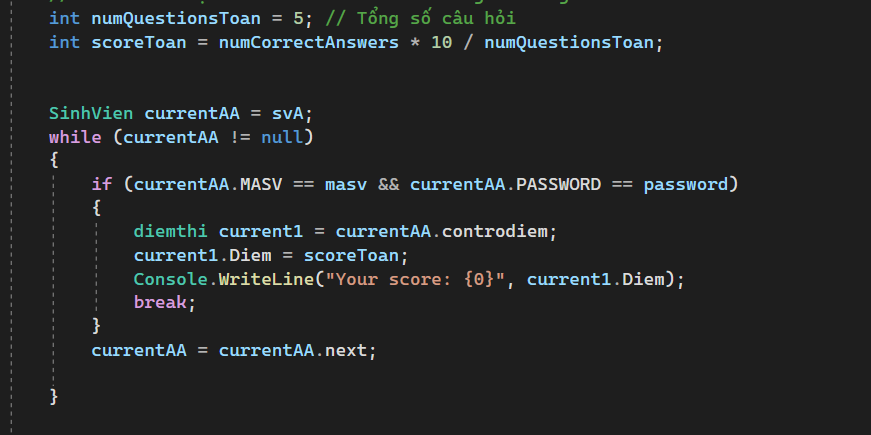 int numQuestionsToan = 5; // Tổng số câu hỏi
int scoreToan = numCorrectAnswers * 10 / numQuestionsToan;
SinhVien currentAA = svA;
while (currentAA != null)
{
if (currentAA.MASV == masv && currentAA.PASSWORD == password)
{
diemthi current1 = currentAA.controdiem;
current1.Diem = scoreToan;
Console.WriteLine("Your score: {0}", current1.Diem);
break;
}
currentAA = currentAA.next;
}